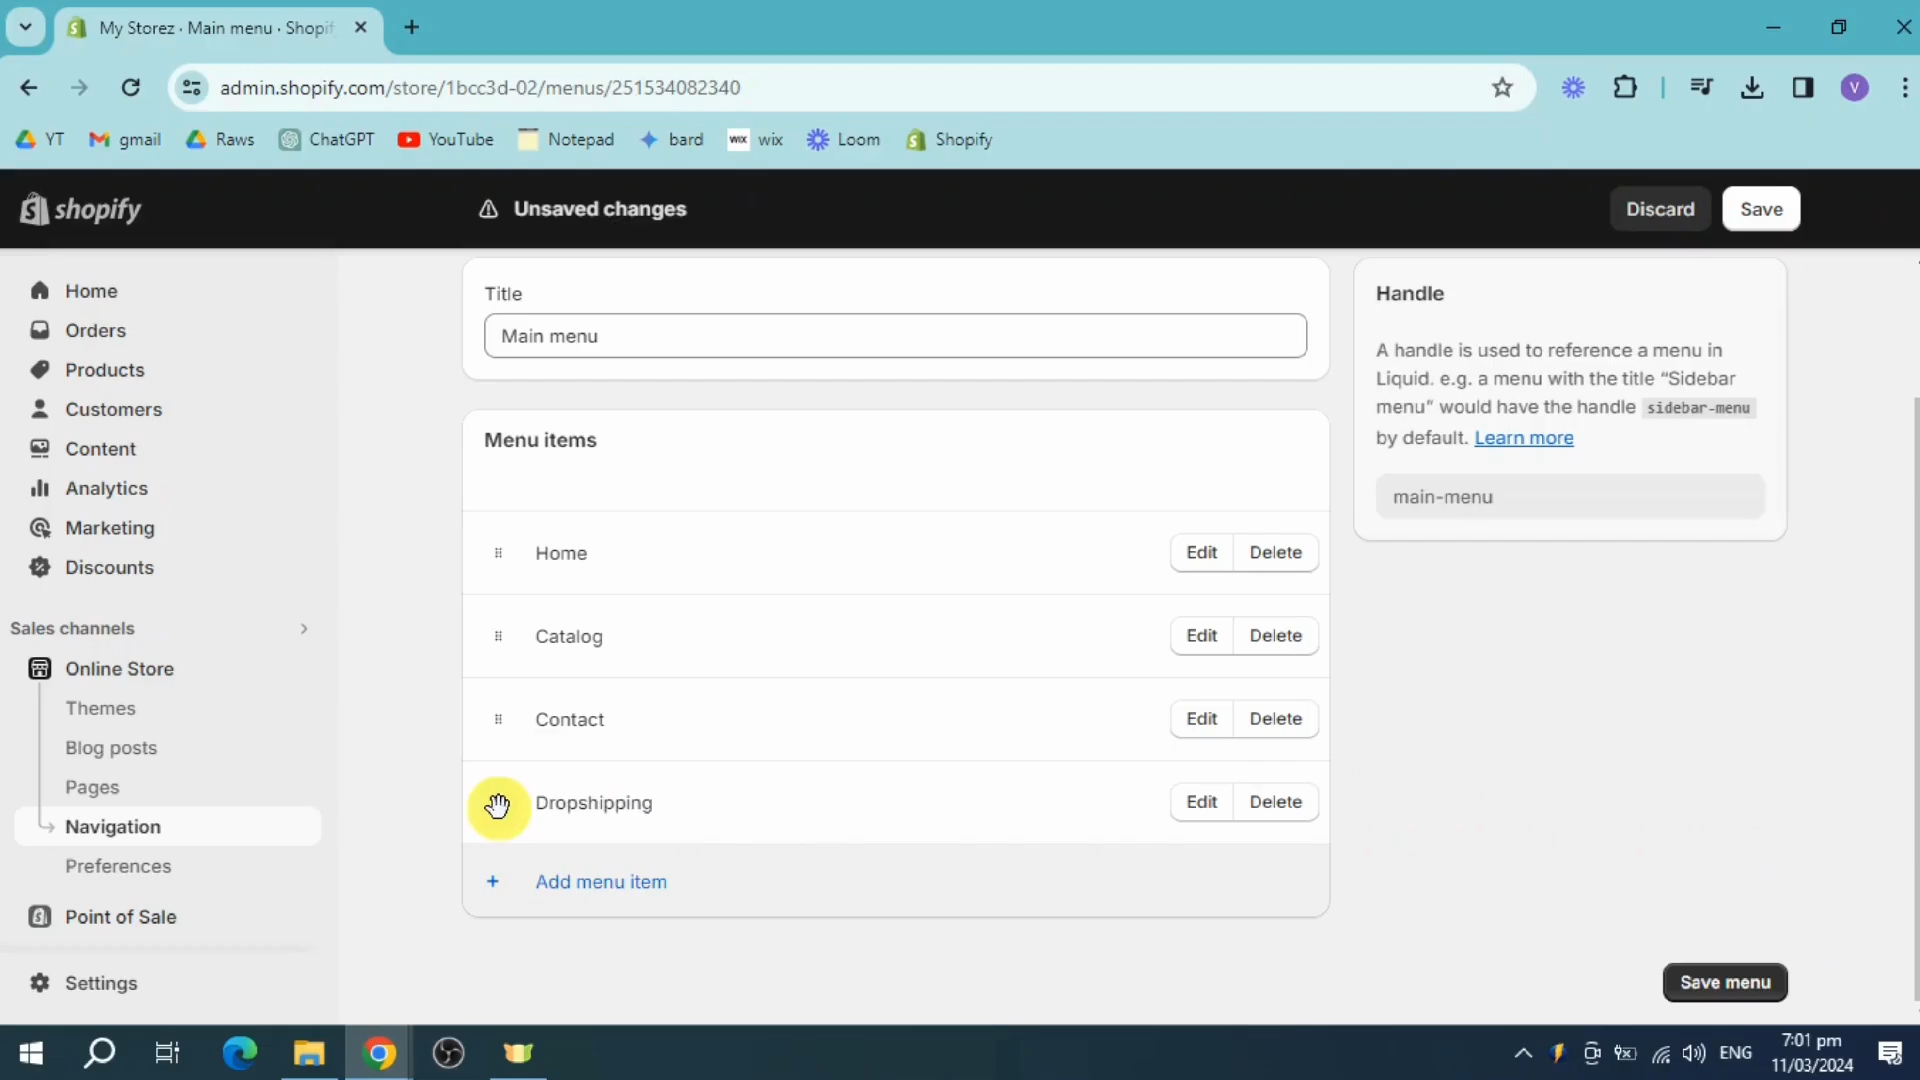 My Storez · Main menu · Shopif
admin.shopify.com/store/1bcc3d-02/menus/251534082340
V
YT
gmail
Raws
ChatGPT
YouTube
Notepad
bard
WIX wix
Loom
Shopify
shopify
Unsaved changes
Discard
Save
Home
Orders
Products
Customers
Content
Analytics
Marketing
Discounts
Sales channels
Online Store
Themes
Blog posts
Pages
Navigation
Preferences
Point of Sale
Settings
Title
Main menu
Menu items
Home
Edit
Delete
Catalog
Edit
Delete
Contact
Edit
Delete
Dropshipping
Edit
Delete
+ Add menu item
Handle
A handle is used to reference a menu in
Liquid. e.g. a menu with the title “Sidebar
menu” would have the handle sidebar-menu
by default. Learn more
main-menu
Save menu
ENG
7:01 pm
11/03/2024